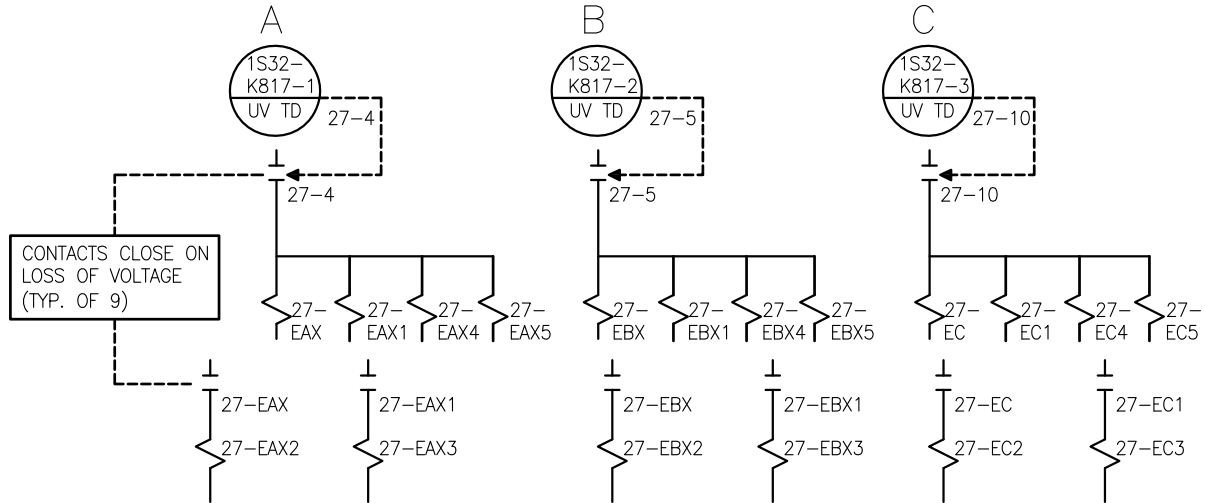 A
B
C
1S32-
K817-1
UV TD
27-4
27-4
1S32-
K817-2
UV TD
27-5
27-5
1S32-
K817-3
UV TD
27-10
27-10
CONTACTS CLOSE ON
LOSS OF VOLTAGE
(TYP. OF 9)
27-
EAX
27-
EAX1
27-
EAX4
27-
EAX5
27-
EBX
27-
EBX1
27-
EBX4
27-
EBX5
27-
EC
27-
EC1
27-
EC4
27-
EC5
27-EAX
27-EAX2
27-EAX1
27-EAX3
27-EBX
27-EBX2
27-EBX1
27-EBX3
27-EC
27-EC2
27-EC1
27-EC3